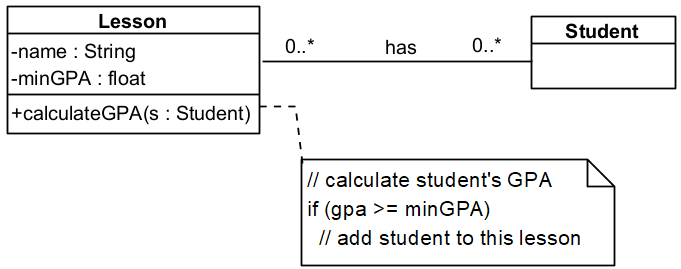 Lesson
-name : String
-minGPA : float
+calculateGPA(s : Student)
0..*
has
0..*
Student
// calculate student's GPA
if (gpa >= minGPA)
// add student to this lesson